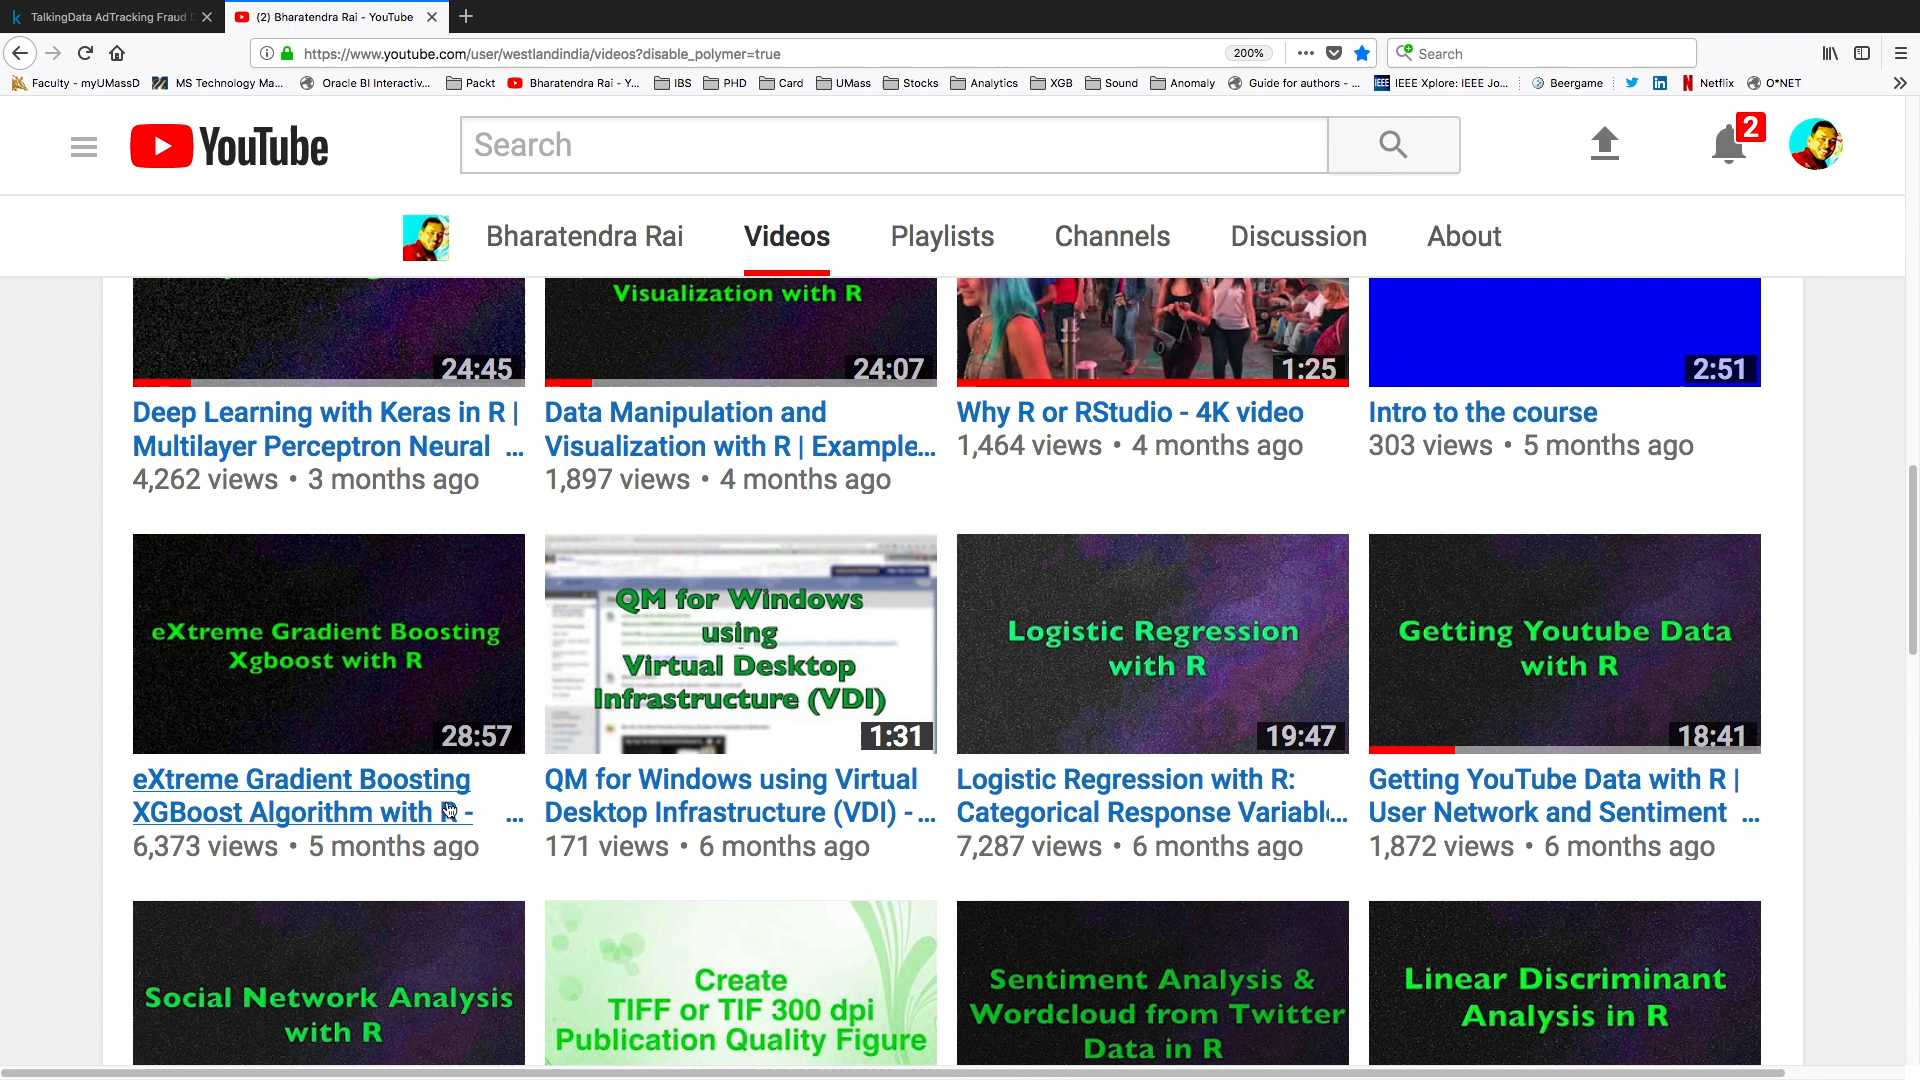 TalkingData AdTracking Fraud
(2) Bharatendra Rai - YouTube
https://www.youtube.com/user/westlandindia/videos?disable_polymer=true
200%
Search
Faculty - myUMassD
MS Technology Ma...
Oracle BI Interactiv...
Packt
Bharatendra Rai - Y...
IBS
PHD
Card
UMass
Stocks
Analytics
XGB
Sound
Anomaly
Guide for authors - ...
IEEE Xplore: IEEE Jo...
Beergame
Netflix
O*NET
YouTube
Search
2
Bharatendra Rai
Videos
Playlists
Channels
Discussion
About
24:45
Visualization with R
24:07
1:25
2:51
Deep Learning with Keras in R |
Multilayer Perceptron Neural ...
4,262 views • 3 months ago
Data Manipulation and
Visualization with R | Example...
1,897 views • 4 months ago
Why R or RStudio - 4K video
1,464 views • 4 months ago
Intro to the course
303 views • 5 months ago
eXtreme Gradient Boosting
Xgboost with R
28:57
QM for Windows
using
Virtual Desktop
Infrastructure (VDI)
1:31
Logistic Regression
with R
19:47
Getting Youtube Data
with R
18:41
eXtreme Gradient Boosting
XGBoost Algorithm with R - ...
6,373 views • 5 months ago
QM for Windows using Virtual
Desktop Infrastructure (VDI) - ...
171 views • 6 months ago
Logistic Regression with R:
Categorical Response Variabl...
7,287 views • 6 months ago
Getting YouTube Data with R |
User Network and Sentiment ...
1,872 views • 6 months ago
Social Network Analysis
with R
Create
TIFF or TIF 300 dpi
Publication Quality Figure
Sentiment Analysis &
Wordcloud from Twitter
Data in R
Linear Discriminant
Analysis in R